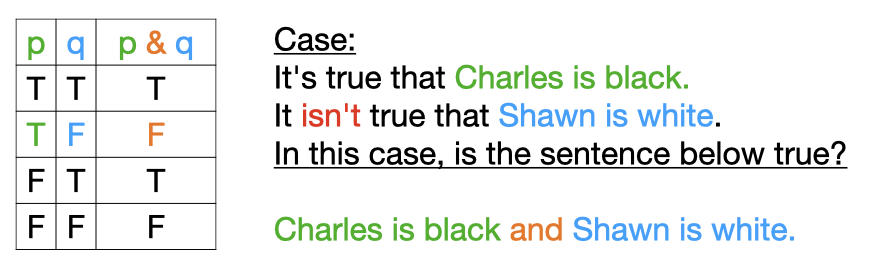 p q p & q
T T T
T F F
F T T
F F F
Case:
It's true that Charles is black.
It isn't true that Shawn is white.
In this case, is the sentence below true?
Charles is black and Shawn is white.